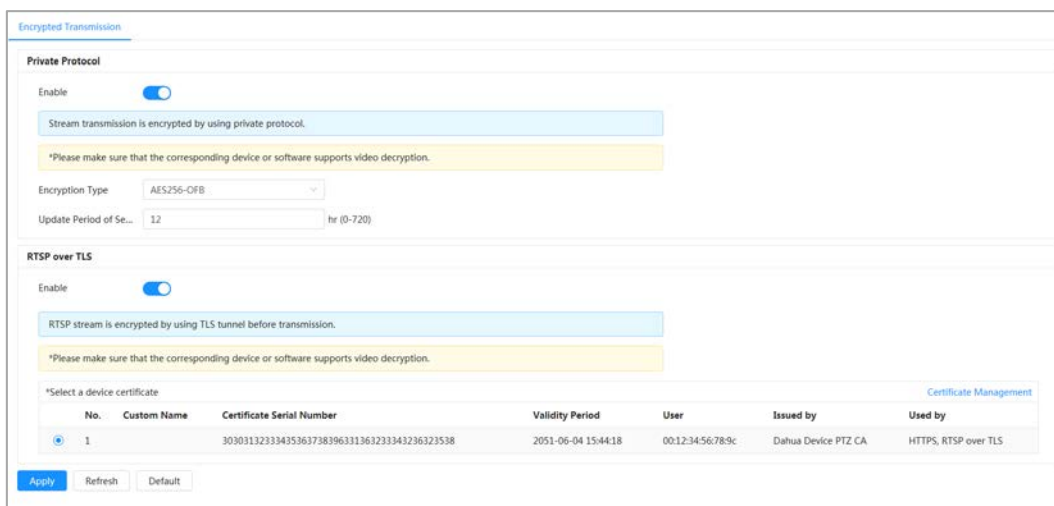 Encrypted Transmission
Private Protocol
Enable
Stream transmission is encrypted by using private protocol.
*Please make sure that the corresponding device or software supports video decryption.
Encryption Type AES256-OFB
Update Period of Se... 12 hr (0-720)
RTSP over TLS
Enable
RTSP stream is encrypted by using TLS tunnel before transmission.
*Please make sure that the corresponding device or software supports video decryption.
*Select a device certificate Certificate Management
No. Custom Name Certificate Serial Number Validity Period User Issued by Used by
1 2051-06-04 15:44:18 00:12:34:56:78:9c Dahua Device PTZ CA HTTPS, RTSP over TLS
Apply Refresh Default